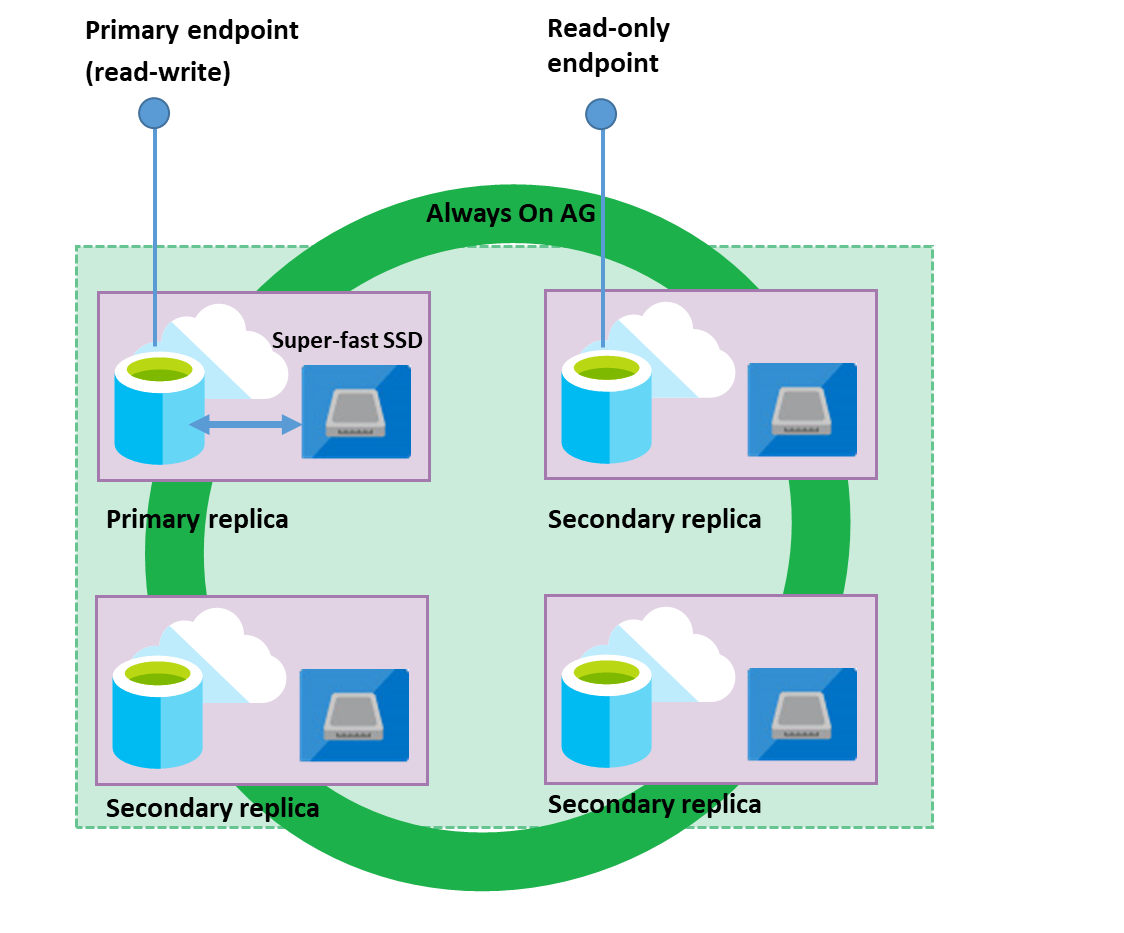 Primary endpoint
(read-write)
Read-only
endpoint
Always On AG
Super-fast SSD
Primary replica
Secondary replica
Secondary replica
Secondary replica